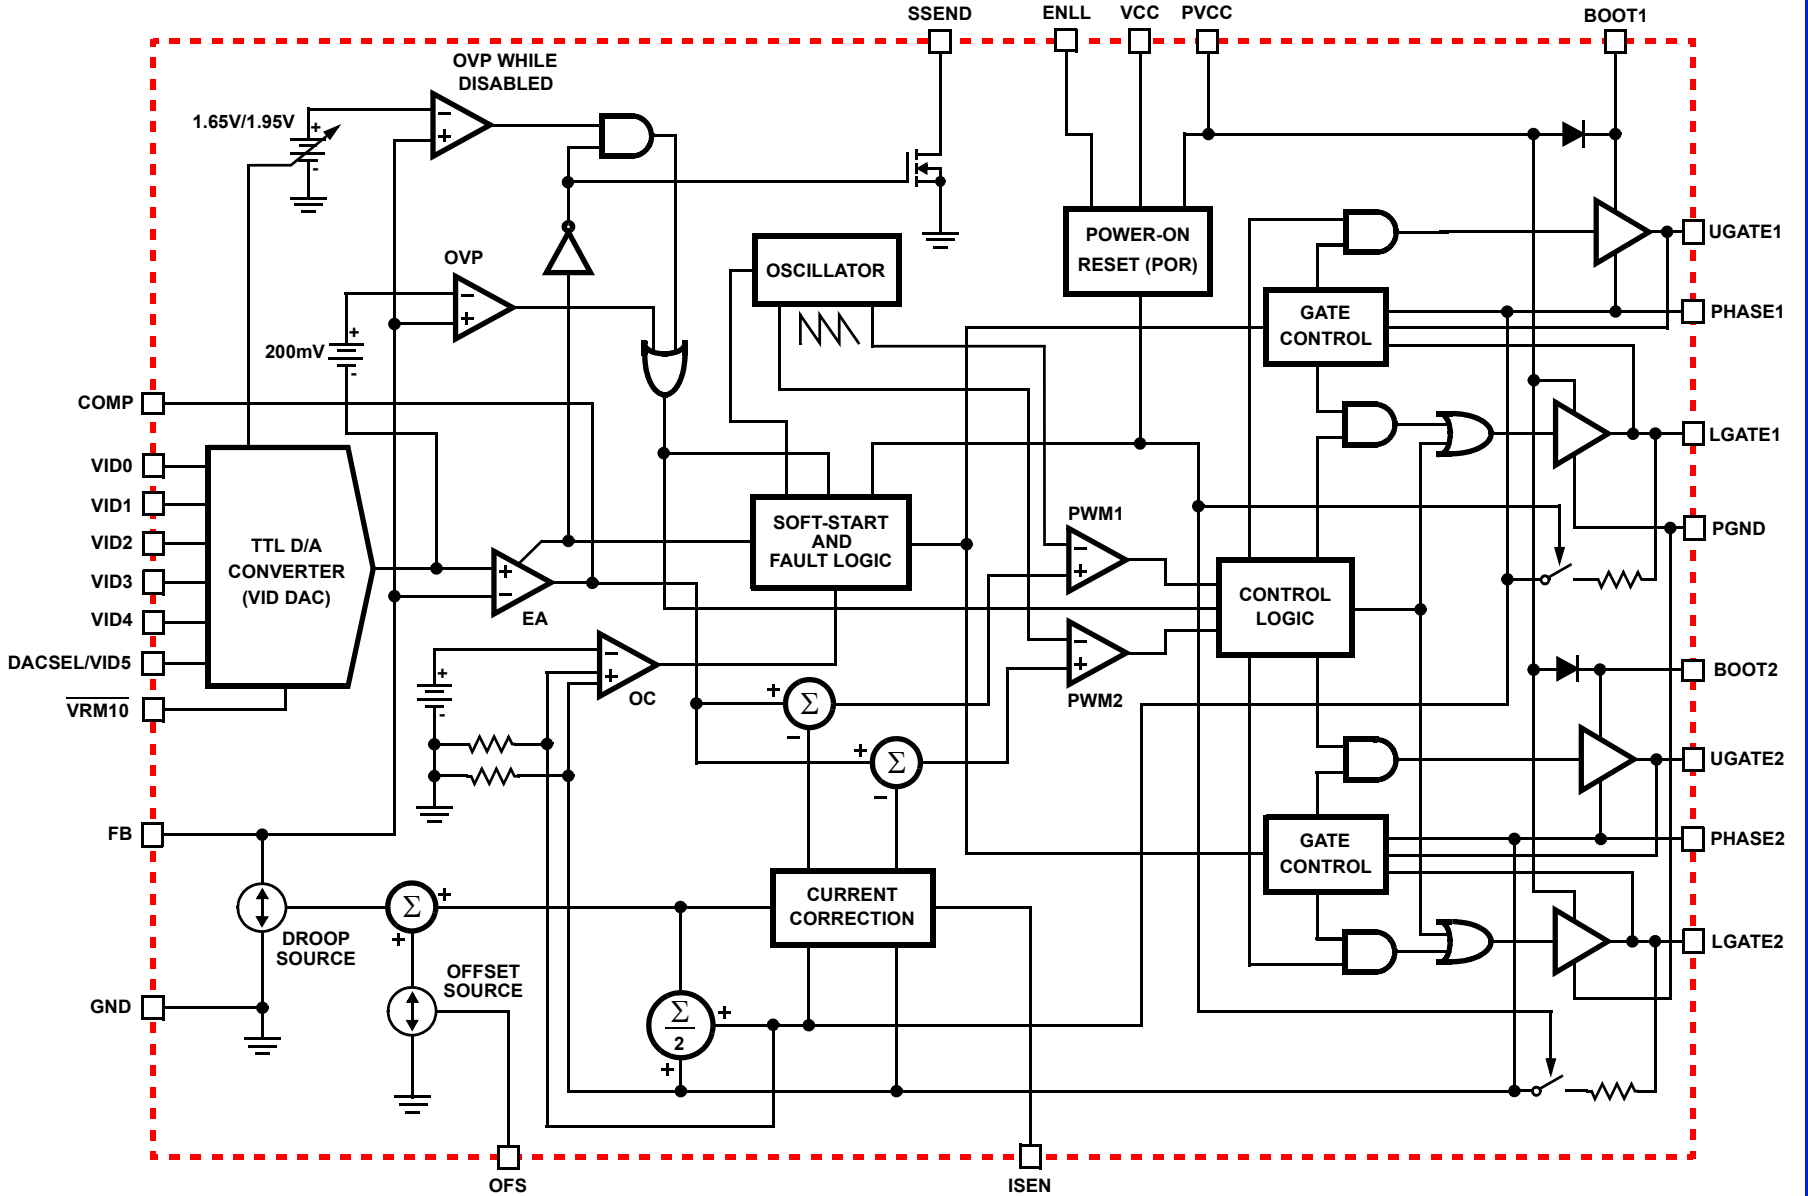 SSEND
ENLL
VCC
PVCC
BOOT1
OVP WHILE
DISABLED
1.65V/1.95V
+
-
−
+
OVP
−
+
200mV
+
-
OSCILLATOR
POWER-ON
RESET (POR)
UGATE1
GATE
CONTROL
PHASE1
COMP
LGATE1
VID0
VID1
VID2
VID3
VID4
DACSEL/VID5
VRM10
TTL D/A
CONVERTER
(VID DAC)
+
−
EA
SOFT-START
AND
FAULT LOGIC
PWM1
−
+
PGND
CONTROL
LOGIC
−
+
PWM2
−
+
OC
+
-
+
Σ
−
+
Σ
−
BOOT2
UGATE2
FB
GATE
CONTROL
PHASE2
Σ
+
+
CURRENT
CORRECTION
DROOP
SOURCE
OFFSET
SOURCE
LGATE2
GND
Σ
2
+
+
OFS
ISEN